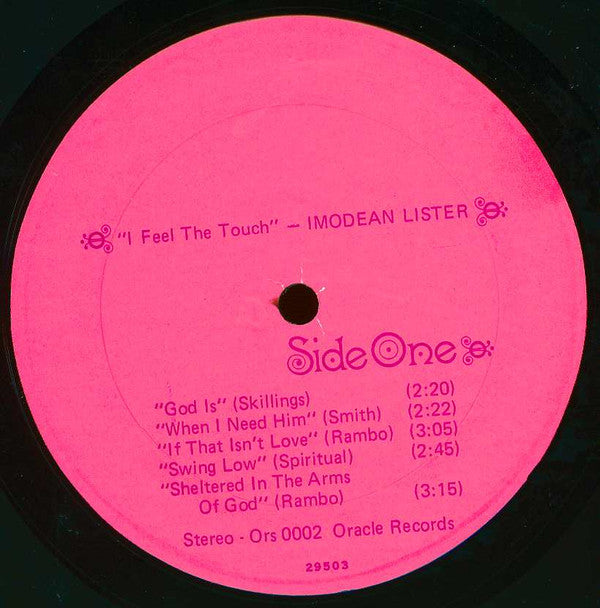 "I Feel The Touch" — IMODEAN LISTER
Side One
"God Is" (Skillings) (2:20)
"When I Need Him" (Smith) (2:22)
"If That Isn't Love" (Rambo) (3:05)
"Swing Low" (Spiritual) (2:45)
"Sheltered In The Arms
Of God" (Rambo) (3:15)
Stereo - Ors 0002 Oracle Records
29503